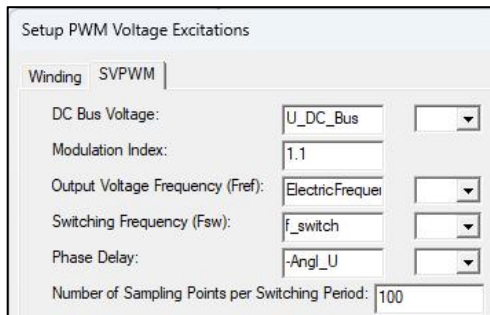 Setup PWM Voltage Excitations
Winding SVPWM
DC Bus Voltage: U_DC_Bus
Modulation Index: 1.1
Output Voltage Frequency (Fref): ElectricFrequen
Switching Frequency (Fsw): f_switch
Phase Delay: -Angl_U
Number of Sampling Points per Switching Period: 100